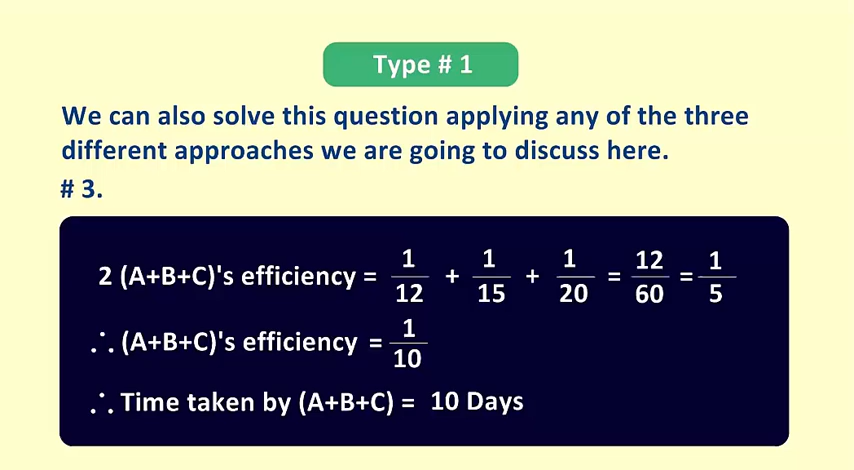 Type # 1
We can also solve this question applying any of the three
different approaches we are going to discuss here.
# 3.
2 (A+B+C)'s efficiency = 1/12 + 1/15 + 1/20 = 12/60 = 1/5
∴ (A+B+C)'s efficiency = 1/10
∴ Time taken by (A+B+C) = 10 Days